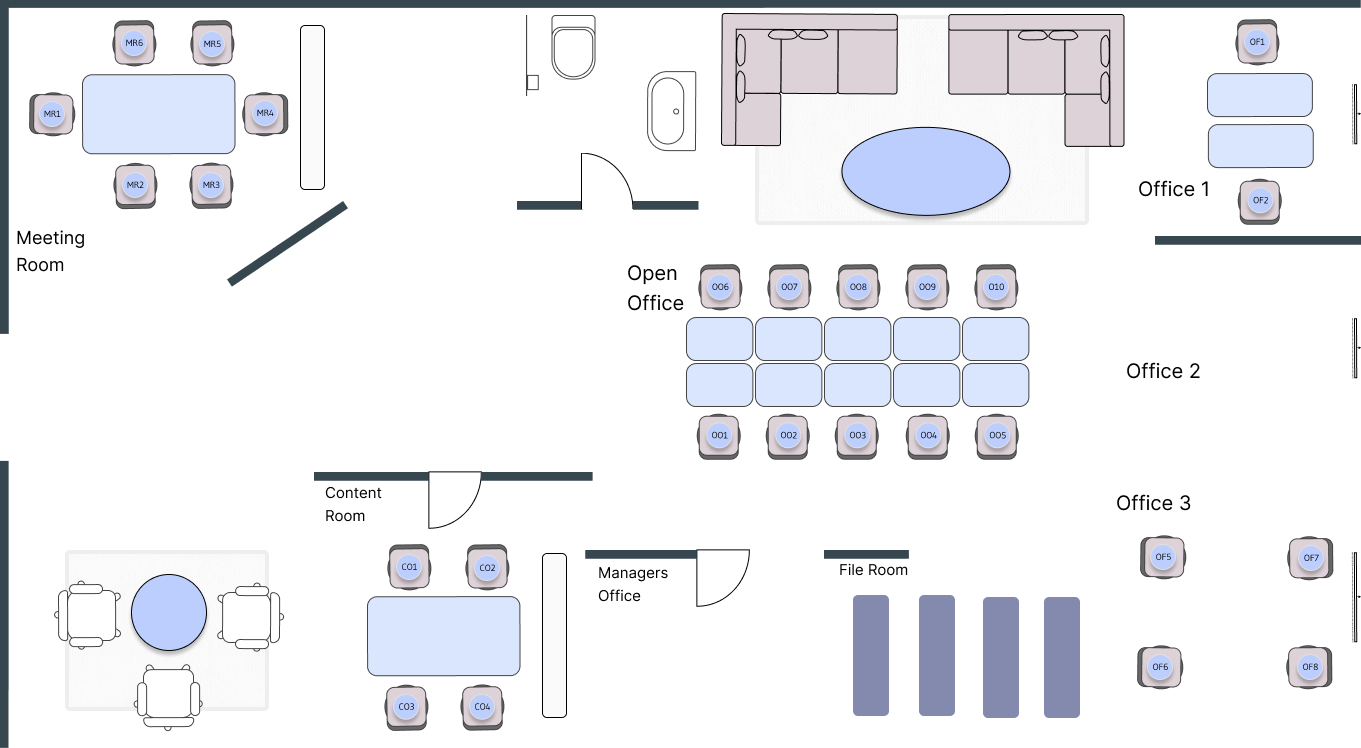 MR6
MR5
MR1
MR4
MR2
MR3
Meeting
Room
OF1
Office 1
OF2
Open
Office
OO6
OO7
OO8
OO9
O10
OO1
OO2
OO3
OO4
OO5
Office 2
Content
Room
CO1
CO2
CO3
CO4
Managers
Office
File Room
Office 3
OF5
OF7
OF6
OF8